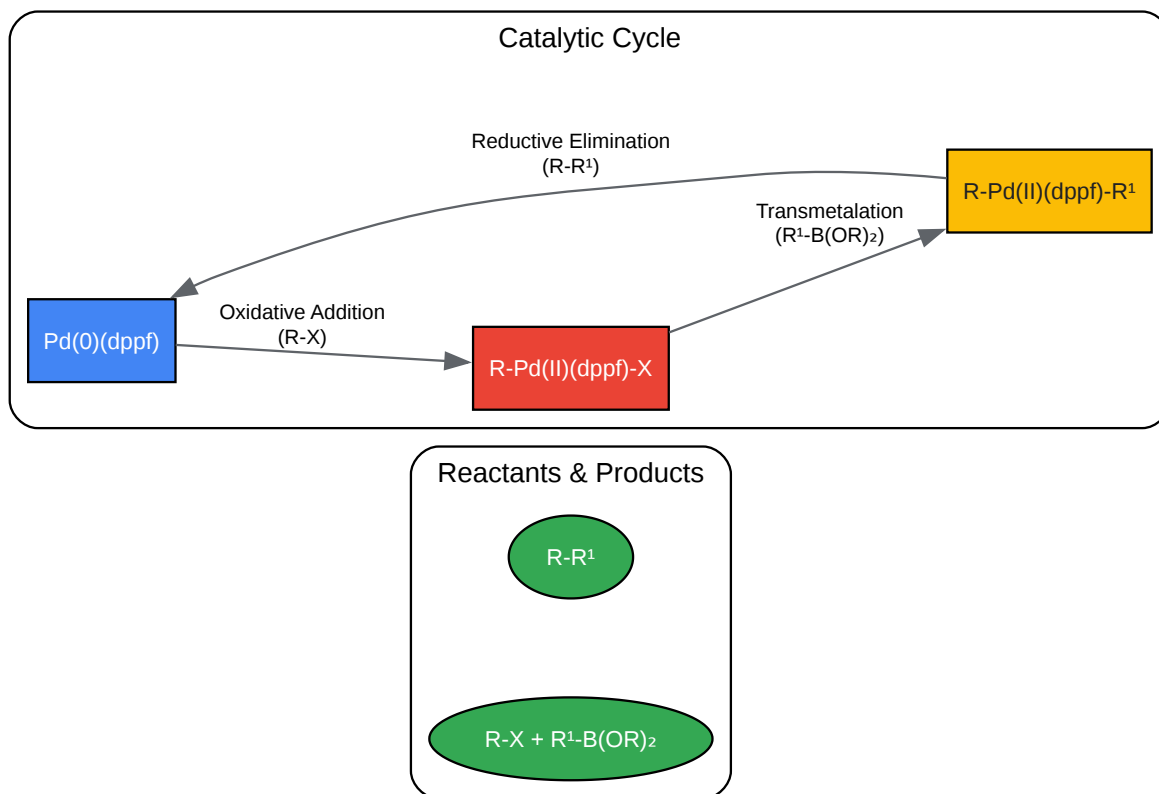 Catalytic Cycle
Reductive Elimination
(R-R¹)
R-Pd(II)(dppf)-R¹
Transmetalation
(R¹-B(OR)₂)
Oxidative Addition
(R-X)
Pd(0)(dppf)
R-Pd(II)(dppf)-X
Reactants & Products
R-R¹
R-X + R¹-B(OR)₂